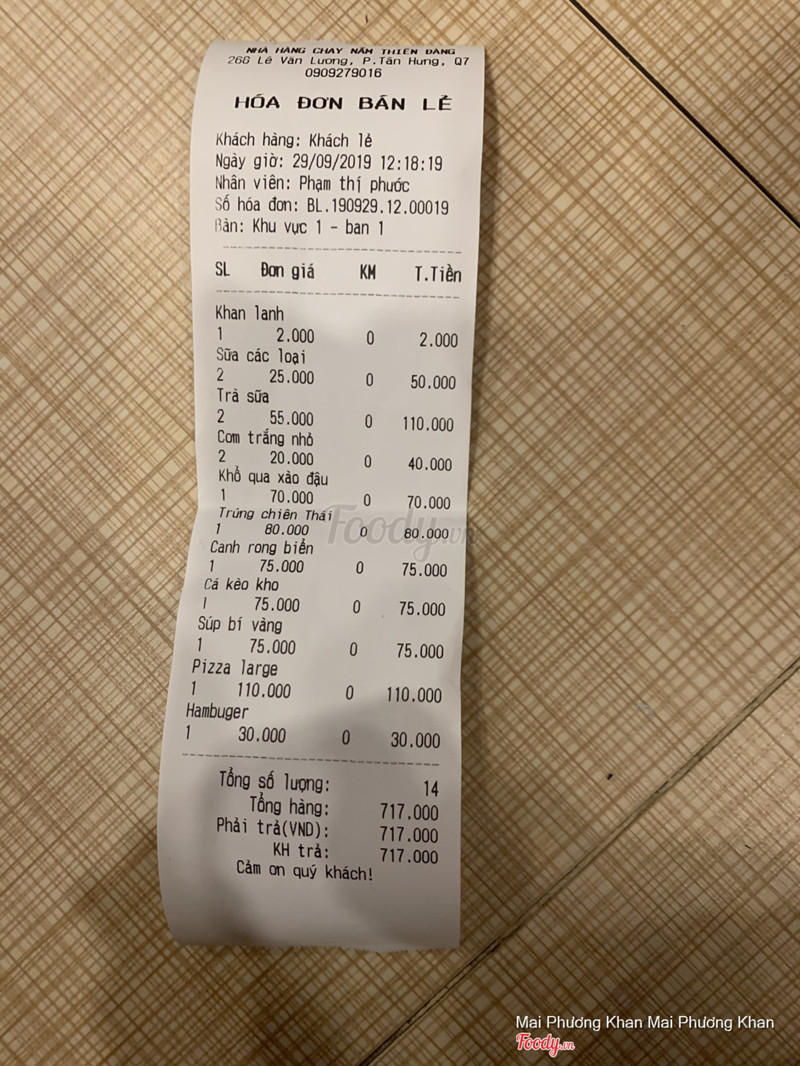 NHÀ HÀNG CHAY NĂM THIÊN ĐÀNG
266 Lê Văn Lương, P.Tân Hưng, Q7
0909279016
HÓA ĐƠN BÁN LẺ
Khách hàng: Khách lẻ
Ngày giờ: 29/09/2019 12:18:19
Nhân viên: Phạm thị phước
Số hóa đơn: BL.190929.12.00019
Bàn: Khu vực 1 - ban 1
SL Đơn giá KM T.Tiền
Khan lanh
1 2.000 0 2.000
Sữa các loại
2 25.000 0 50.000
Trà sữa
2 55.000 0 110.000
Cơm trắng nhỏ
2 20.000 0 40.000
Khổ qua xào đậu
1 70.000 0 70.000
Trứng chiên Thái
1 80.000 0 80.000
Canh rong biển
1 75.000 0 75.000
Cá kèo kho
1 75.000 0 75.000
Súp bí vàng
1 75.000 0 75.000
Pizza large
1 110.000 0 110.000
Hambuger
1 30.000 0 30.000
Tổng số lượng: 14
Tổng hàng: 717.000
Phải trả(VND): 717.000
KH trả: 717.000
Cảm ơn quý khách!
Foody.vn
Mai Phương Khan Mai Phương Khan
Foody.vn